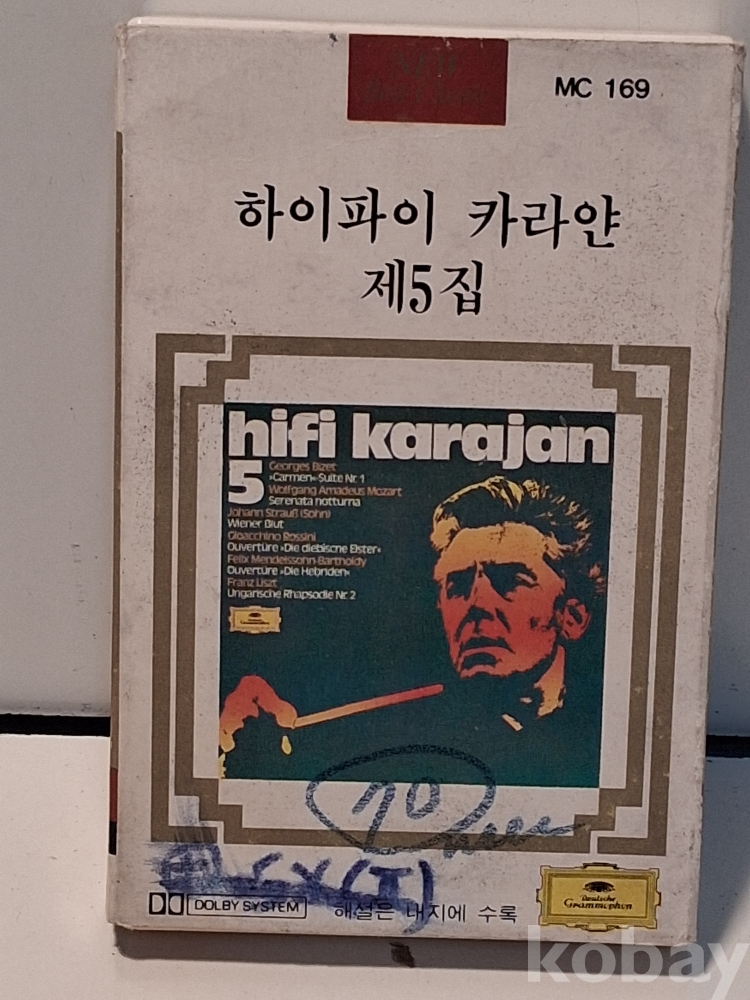 MC 169
하이파이 카라얀
제5집
hifi karajan
5
Georges Bizet
»Carmen«-Suite Nr. 1
Wolfgang Amadeus Mozart
Serenata notturna
Johann Strauß (Sohn)
Wiener Blut
Gioacchino Rossini
Ouvertüre »Die diebische Elster«
Felix Mendelssohn-Bartholdy
Ouvertüre »Die Hebriden«
Franz Liszt
Ungarische Rhapsodie Nr. 2
Deutsche
Grammophon
70
(I)
DOLBY SYSTEM
해설은 내지에 수록
Deutsche
Grammophon
kobay